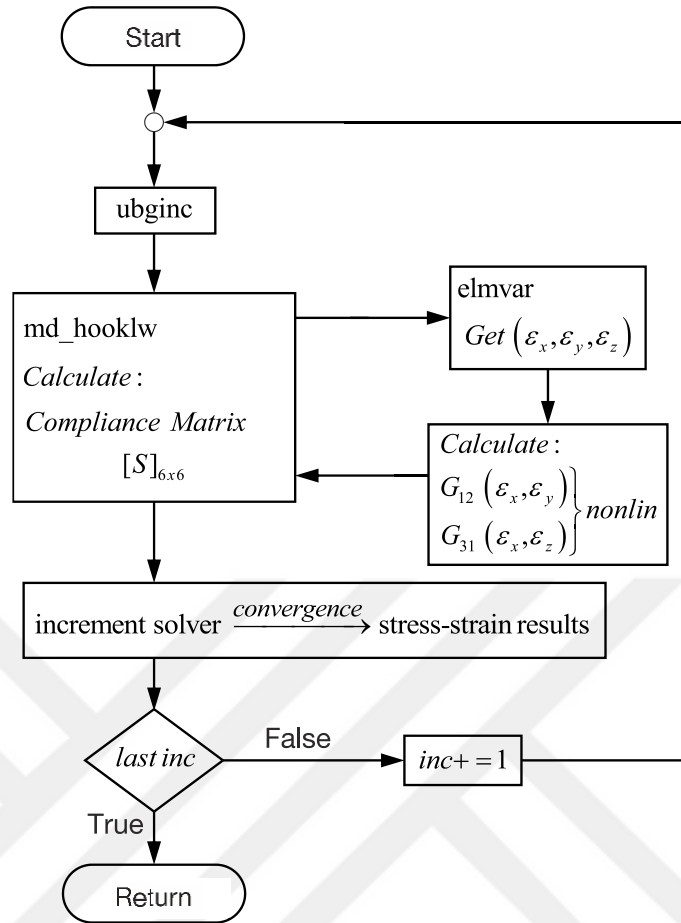 Start
ubginc
md_hooklw
Calculate :
Compliance Matrix
[S]6x6
elmvar
Get (εx,εy,εz)
Calculate :
G12 (εx,εy)
G31 (εx,εz)
} nonlin
increment solver convergence → stress-strain results
last inc
False
inc+ = 1
True
Return